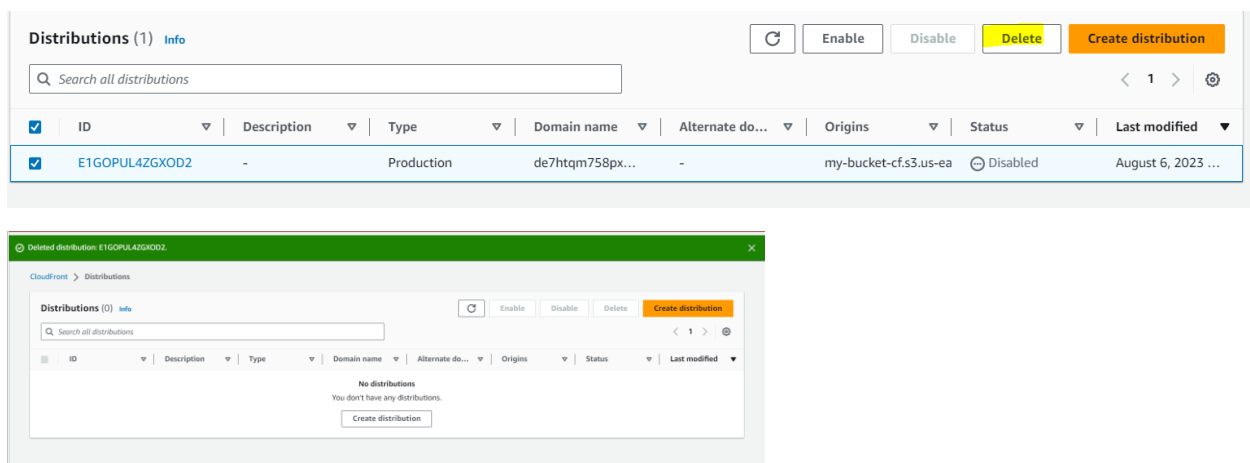 Distributions (1) Info Enable Disable Delete Create distribution
Search all distributions 1
ID Description Type Domain name Alternate do... Origins Status Last modified
E1GOPUL4ZGXOD2 - Production de7htqm758px... - my-bucket-cf.s3.us-ea Disabled August 6, 2023 ...
Deleted distribution: E1GOPUL4ZGXOD2.
CloudFront > Distributions
Distributions (0) Info Enable Disable Delete Create distribution
Search all distributions 1
ID Description Type Domain name Alternate do... Origins Status Last modified
No distributions
You don't have any distributions.
Create distribution